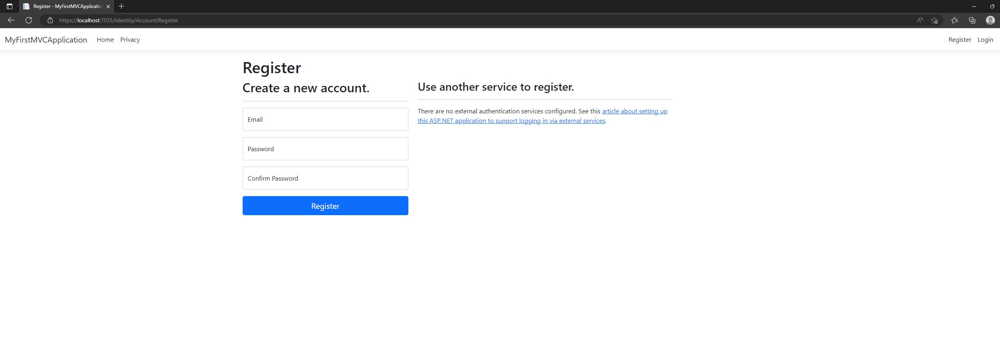 Register - MyFirstMVCApplication
https://localhost:7035/Identity/Account/Register
MyFirstMVCApplication Home Privacy Register Login
Register
Create a new account.
Email
Password
Confirm Password
Register
Use another service to register.
There are no external authentication services configured. See this article about setting up
this ASP.NET application to support logging in via external services.